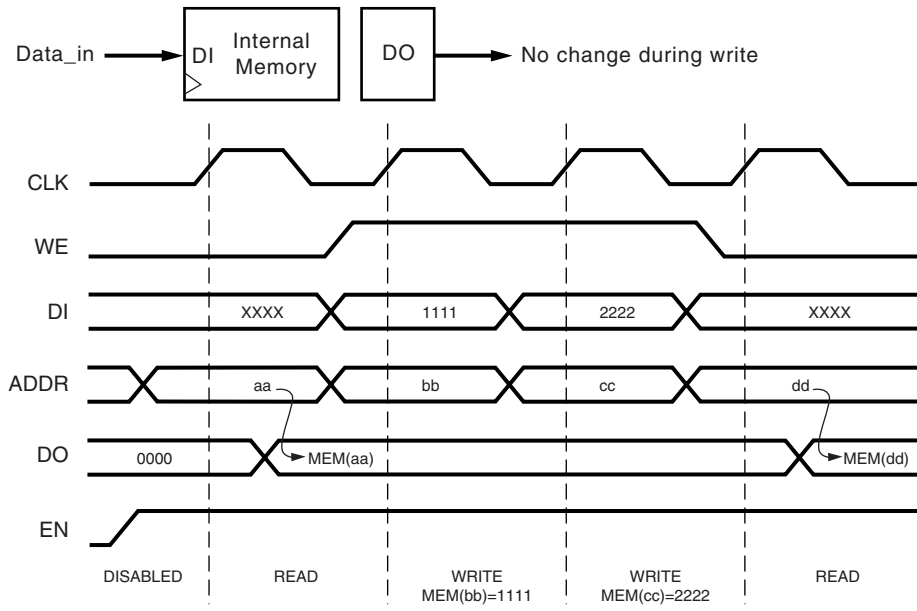 Data_in
DI
Internal
Memory
DO
No change during write
CLK
WE
DI
XXXX
1111
2222
XXXX
ADDR
aa
bb
cc
dd
DO
0000
MEM(aa)
MEM(dd)
EN
DISABLED
READ
WRITE
MEM(bb)=1111
WRITE
MEM(cc)=2222
READ